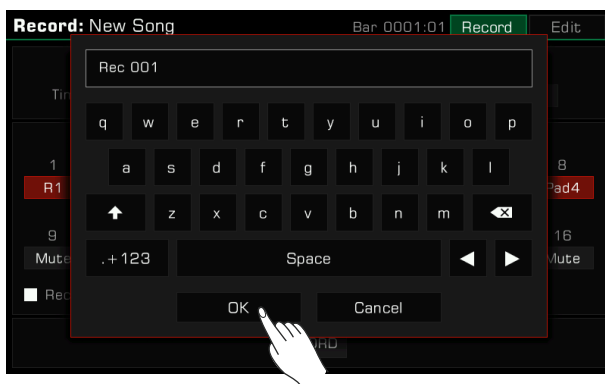 Record: New Song Bar 0001:01 Record Edit
Rec 001
q w e r t y u i o p
1 a s d f g h j k l 8
R1 Pad4
z x c v b n m
9 16
Mute .+123 Space Mute
OK Cancel